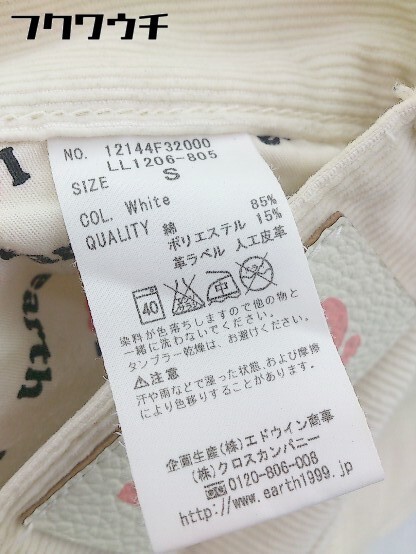 フクワウチ
NO. 12144F32000
LL1206-805
SIZE S
COL. White
QUALITY 綿 85%
ポリエステル 15%
革ラベル 人工皮革
40 中
染料が色落ちしますので他の物と
一緒に洗わないでください。
タンブラー乾燥は、お避けください。
⚠注意
汗や雨などで湿った状態、および摩擦
により色移りすることがあります。
企画生産(株)エドウイン商事
(株)クロスカンパニー
0120-806-008
http://www.earth1999.jp
earth